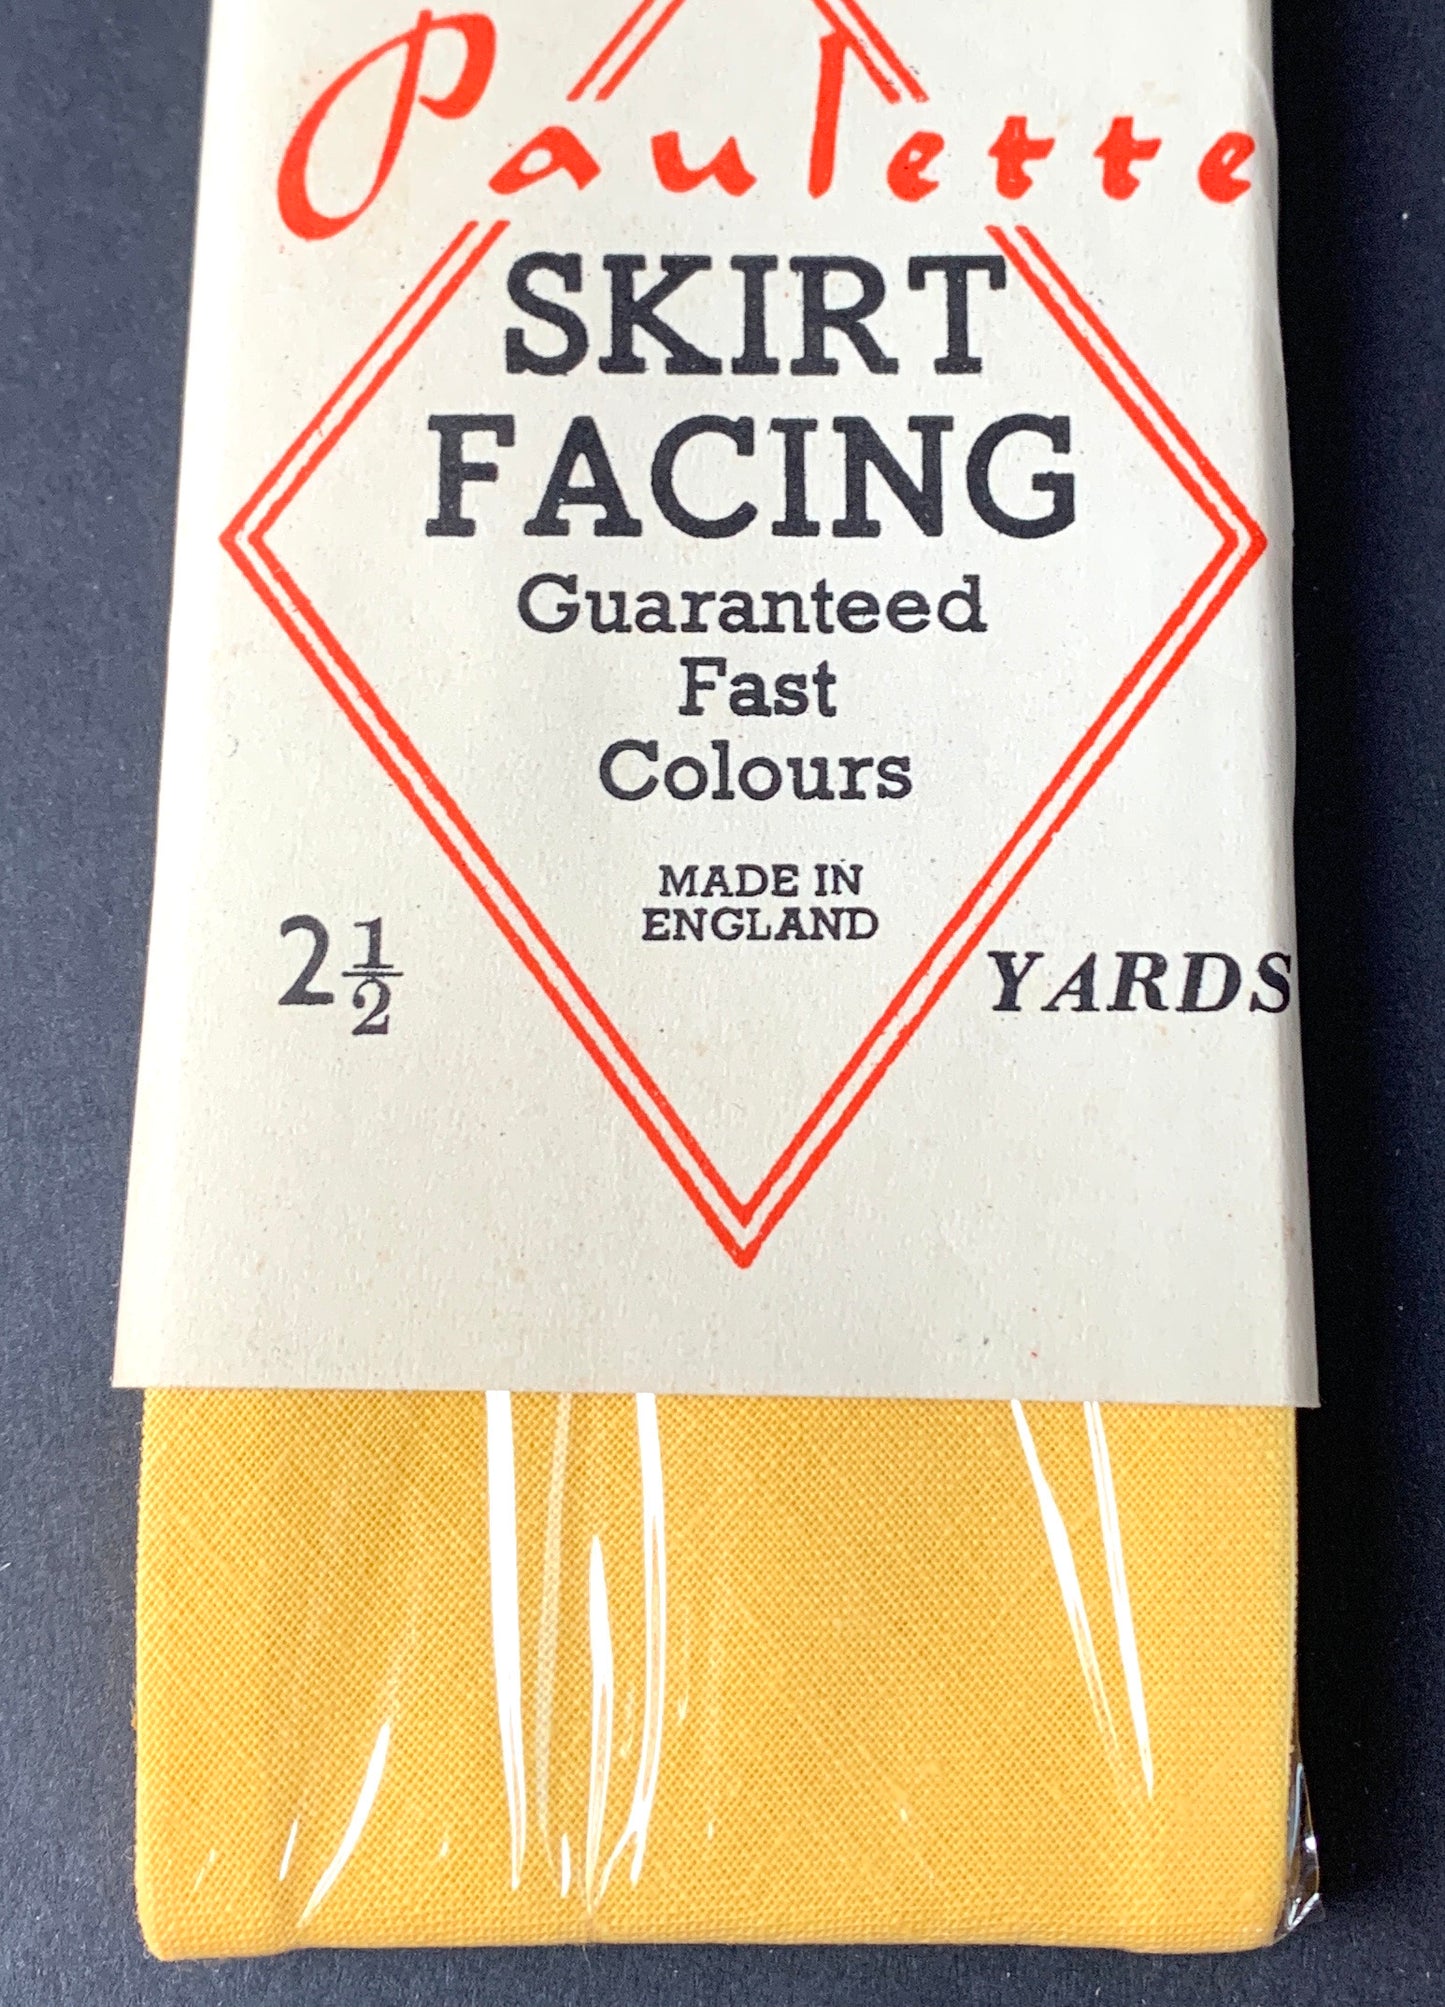 Paulette
SKIRT
FACING
Guaranteed
Fast
Colours
MADE IN
ENGLAND
2½ YARDS